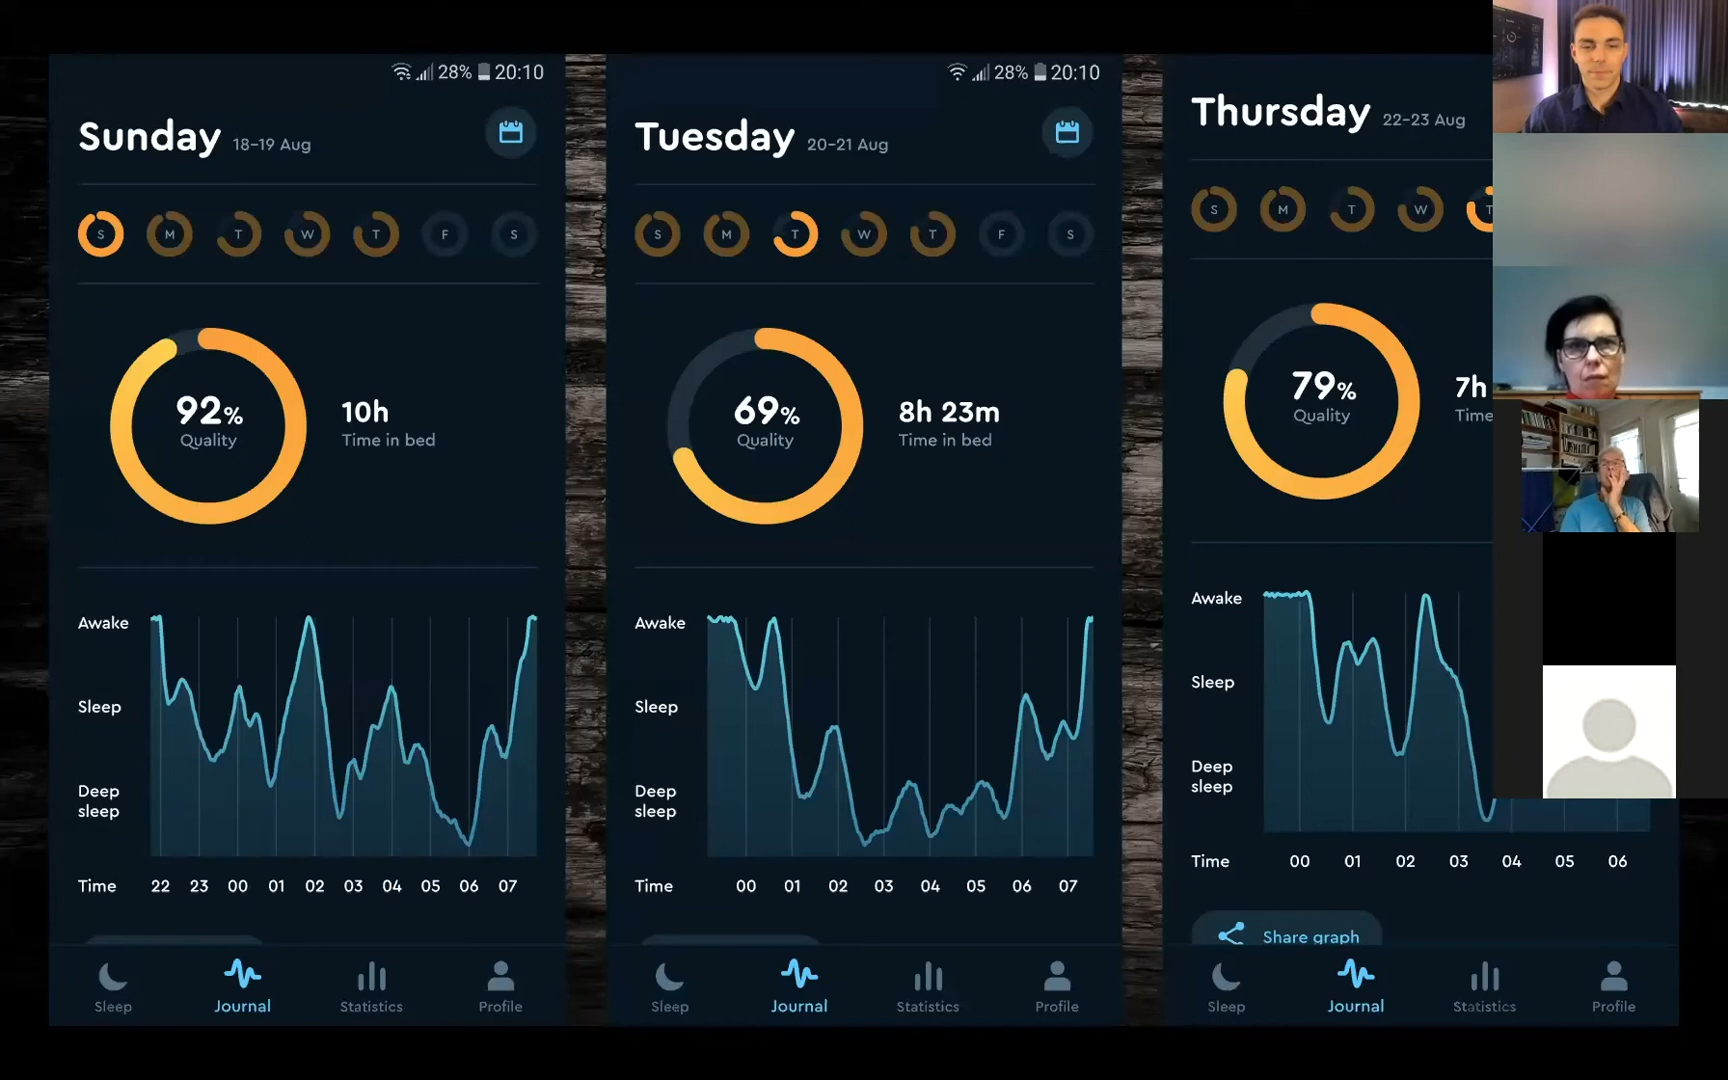 28% 20:10
Sunday 18-19 Aug
S M T W T F S
92%
Quality
10h
Time in bed
Awake
Sleep
Deep
sleep
Time 22 23 00 01 02 03 04 05 06 07
Sleep Journal Statistics Profile
28% 20:10
Tuesday 20-21 Aug
S M T W T F S
69%
Quality
8h 23m
Time in bed
Awake
Sleep
Deep
sleep
Time 00 01 02 03 04 05 06 07
Sleep Journal Statistics Profile
Thursday 22-23 Aug
S M T W T
79%
Quality
7h
Time
Awake
Sleep
Deep
sleep
Time 00 01 02 03 04 05 06
Share graph
Sleep Journal Statistics Profile